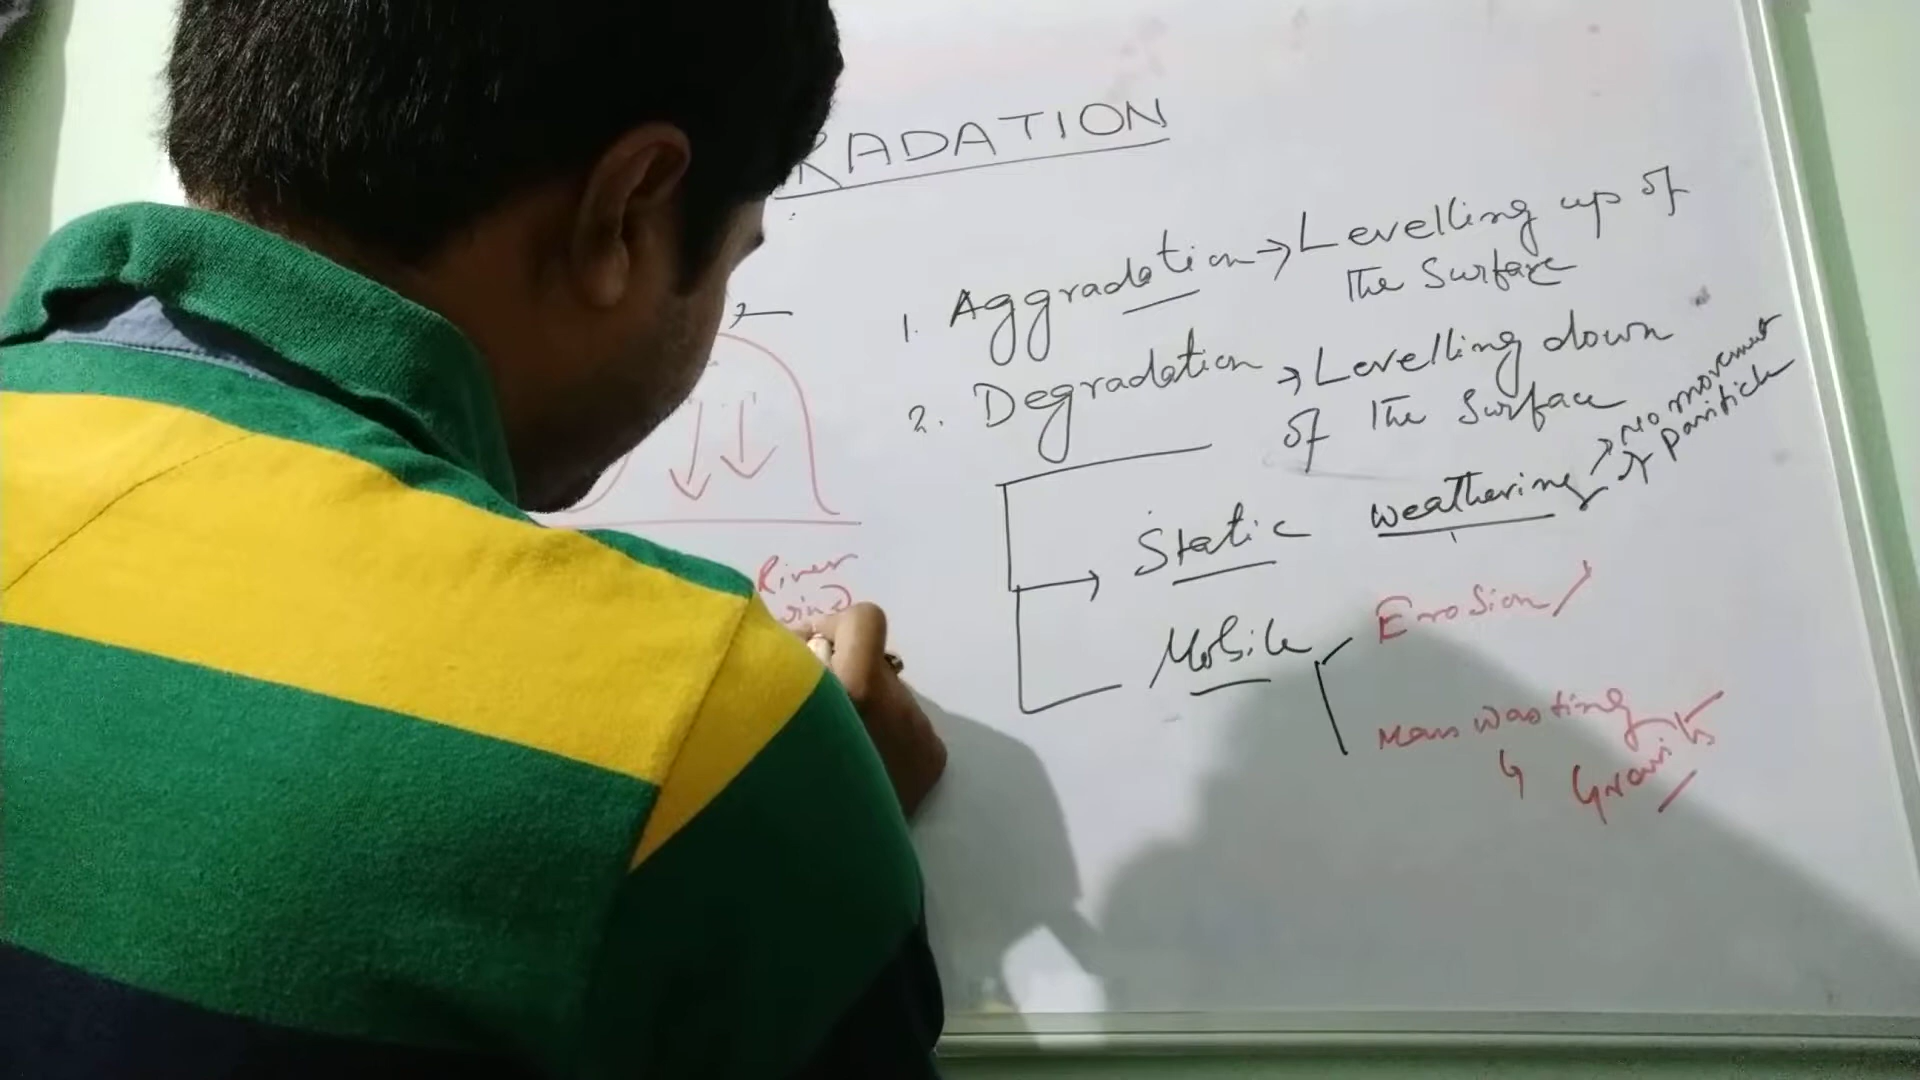 RADATION
1. Aggradation → Levelling up of
the Surface
2. Degradation → Levelling down
of the Surface
→ Static weathering → No movement
of particle
Mobile
Erosion
Mass wasting
↳ Gravity
River
wind